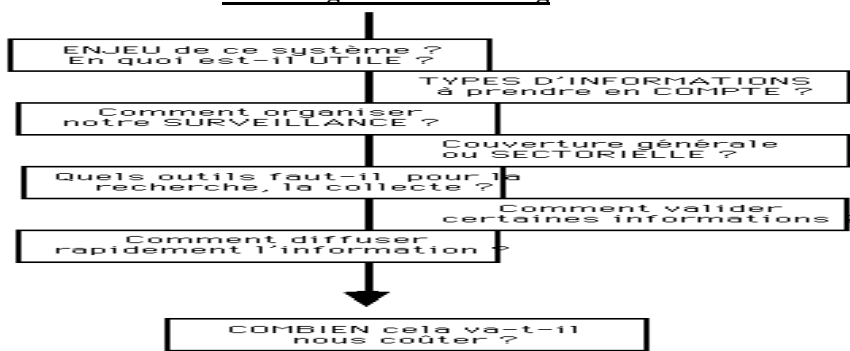 ENJEU de ce système ?
En quoi est-il UTILE ?
TYPES D'INFORMATIONS
à prendre en COMPTE ?
Comment organiser
notre SURVEILLANCE ?
Couverture générale
ou SECTORIELLE ?
Quels outils faut-il pour la
recherche, la collecte ?
Comment valider
certaines informations
Comment diffuser
rapidement l'information ?
COMBIEN cela va-t-il
nous coûter ?